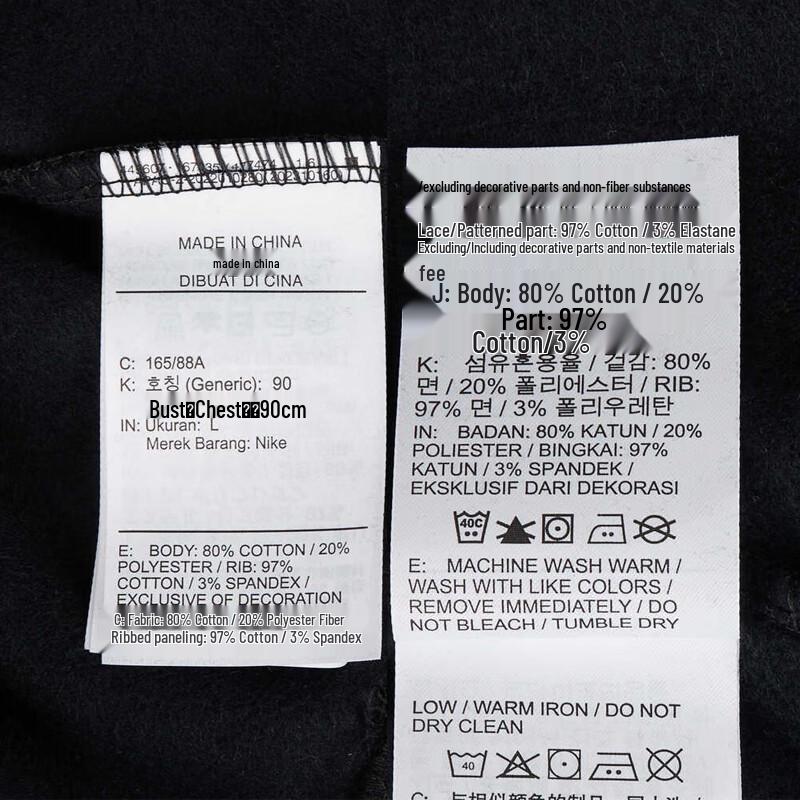 MADE IN CHINA
made in china
DIBUAT DI CINA
C: 165/88A
K: 호칭 (Generic): 90
Bust Chest 90cm
IN: Ukuran: L
Merek Barang: Nike
E: BODY: 80% COTTON / 20%
POLYESTER / RIB: 97%
COTTON / 3% SPANDEX /
EXCLUSIVE OF DECORATION
C: Fabric: 80% Cotton / 20% Polyester Fiber
Ribbed paneling: 97% Cotton / 3% Spandex
/excluding decorative parts and non-fiber substances
Lace/Patterned part: 97% Cotton / 3% Elastane
Excluding/Including decorative parts and non-textile materials
fee
J: Body: 80% Cotton / 20%
Part: 97%
Cotton/3%
K: 섬유혼용율 / 겉감: 80%
면 / 20% 폴리에스터 / RIB:
97% 면 / 3% 폴리우레탄
IN: BADAN: 80% KATUN / 20%
POLIESTER / BINGKAI: 97%
KATUN / 3% SPANDEK /
EKSKLUSIF DARI DEKORASI
40C
E: MACHINE WASH WARM /
WASH WITH LIKE COLORS /
REMOVE IMMEDIATELY / DO
NOT BLEACH / TUMBLE DRY
LOW / WARM IRON / DO NOT
DRY CLEAN
40